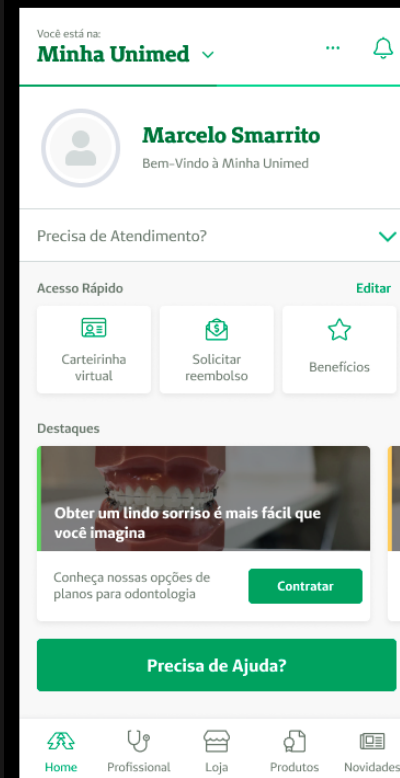 Você está na:
Minha Unimed
Marcelo Smarrito
Bem-Vindo à Minha Unimed
Precisa de Atendimento?
Acesso Rápido
Editar
Carteirinha
virtual
Solicitar
reembolso
Benefícios
Destaques
Obter um lindo sorriso é mais fácil que
você imagina
Conheça nossas opções de
planos para odontologia
Contratar
Precisa de Ajuda?
Home
Profissional
Loja
Produtos
Novidades